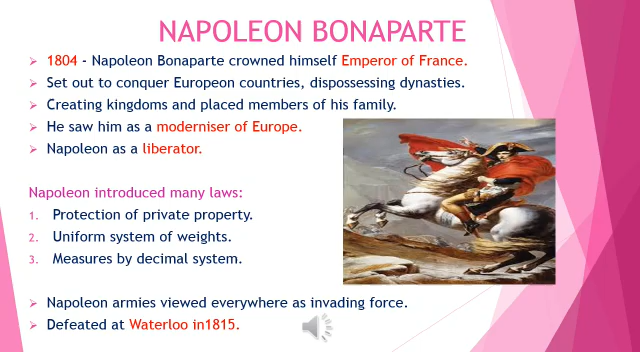 NAPOLEON BONAPARTE
➢ 1804 - Napoleon Bonaparte crowned himself Emperor of France.
➢ Set out to conquer Europeon countries, dispossessing dynasties.
➢ Creating kingdoms and placed members of his family.
➢ He saw him as a moderniser of Europe.
➢ Napoleon as a liberator.
Napoleon introduced many laws:
1. Protection of private property.
2. Uniform system of weights.
3. Measures by decimal system.
➢ Napoleon armies viewed everywhere as invading force.
➢ Defeated at Waterloo in1815.